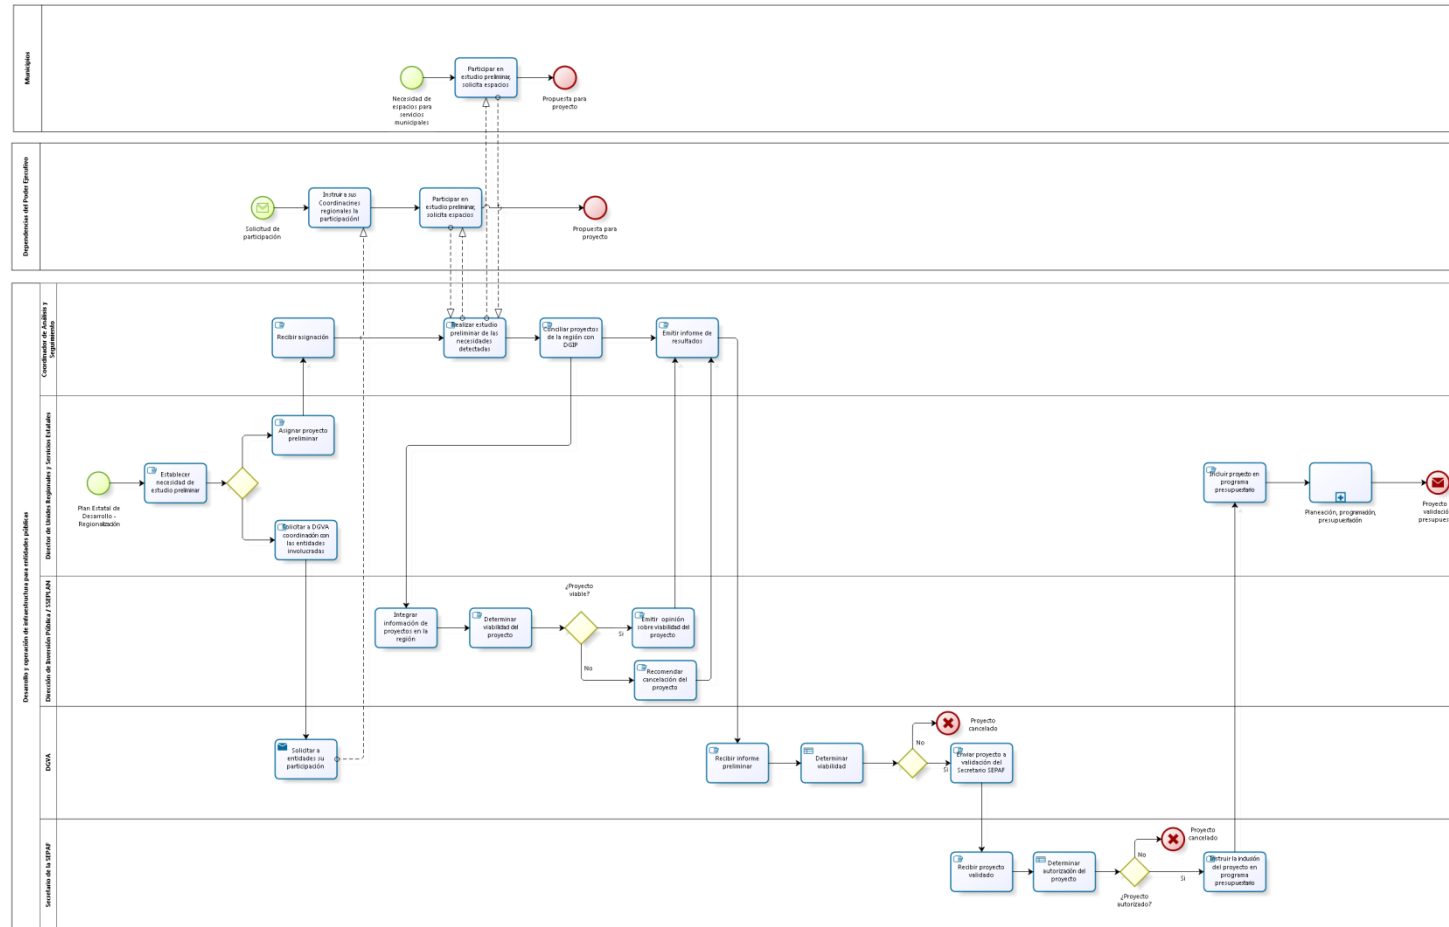 Municipios
Necesidad de
espacios para
servicios
municipales
Participar en
estudio preliminar,
solicita espacios
Propuesta para
proyecto
Dependencias del Poder Ejecutivo
Solicitud de
participación
Instruir a sus
Coordinacines
regionales la
participaciónl
Participar en
estudio preliminar,
solicita espacios
Propuesta para
proyecto
Desarrollo y operación de infraestructura para entidades públicas
Coordinador de Análisis y
Seguimiento
Recibir asignación
Realizar estudio
preliminar de las
necesidades
detectadas
Conciliar proyectos
de la región con
DGIP
Emitir informe de
resultados
Director de Unidades Regionales y Servicios Estatales
Plan Estatal de
Desarrollo -
Regionalización
Establecer
necesidad de
estudio preliminar
Asignar proyecto
preliminar
Solicitar a DGVA
coordinación con
las entidades
involucradas
Incluir proyecto en
programa
presupuestario
Planeación, programación,
presupuestación
Proyecto
validació
presupues
Dirección de Inversión Pública / SSEPLAN
Integrar
información de
proyectos en la
región
Determinar
viabilidad del
proyecto
¿Proyecto
viable?
Si
No
Emitir opinión
sobre viabilidad del
proyecto
Recomendar
cancelación del
proyecto
DGVA
Solicitar a
entidades su
participación
Recibir informe
preliminar
Determinar
viabilidad
No
Si
Proyecto
cancelado
Enviar proyecto a
validación del
Secretario SEPAF
Secretario de la SEPAF
Recibir proyecto
validado
Determinar
autorización del
proyecto
¿Proyecto
autorizado?
No
Si
Proyecto
cancelado
Instruir la inclusión
del proyecto en
programa
presupuestario